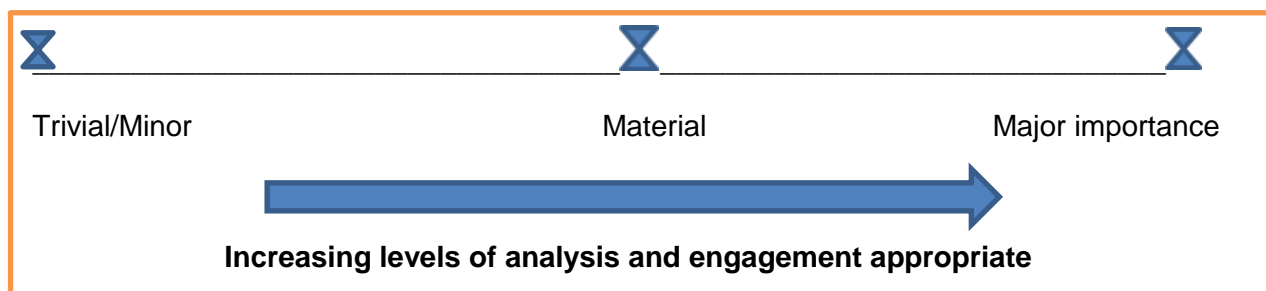 Trivial/Minor Material Major importance
Increasing levels of analysis and engagement appropriate